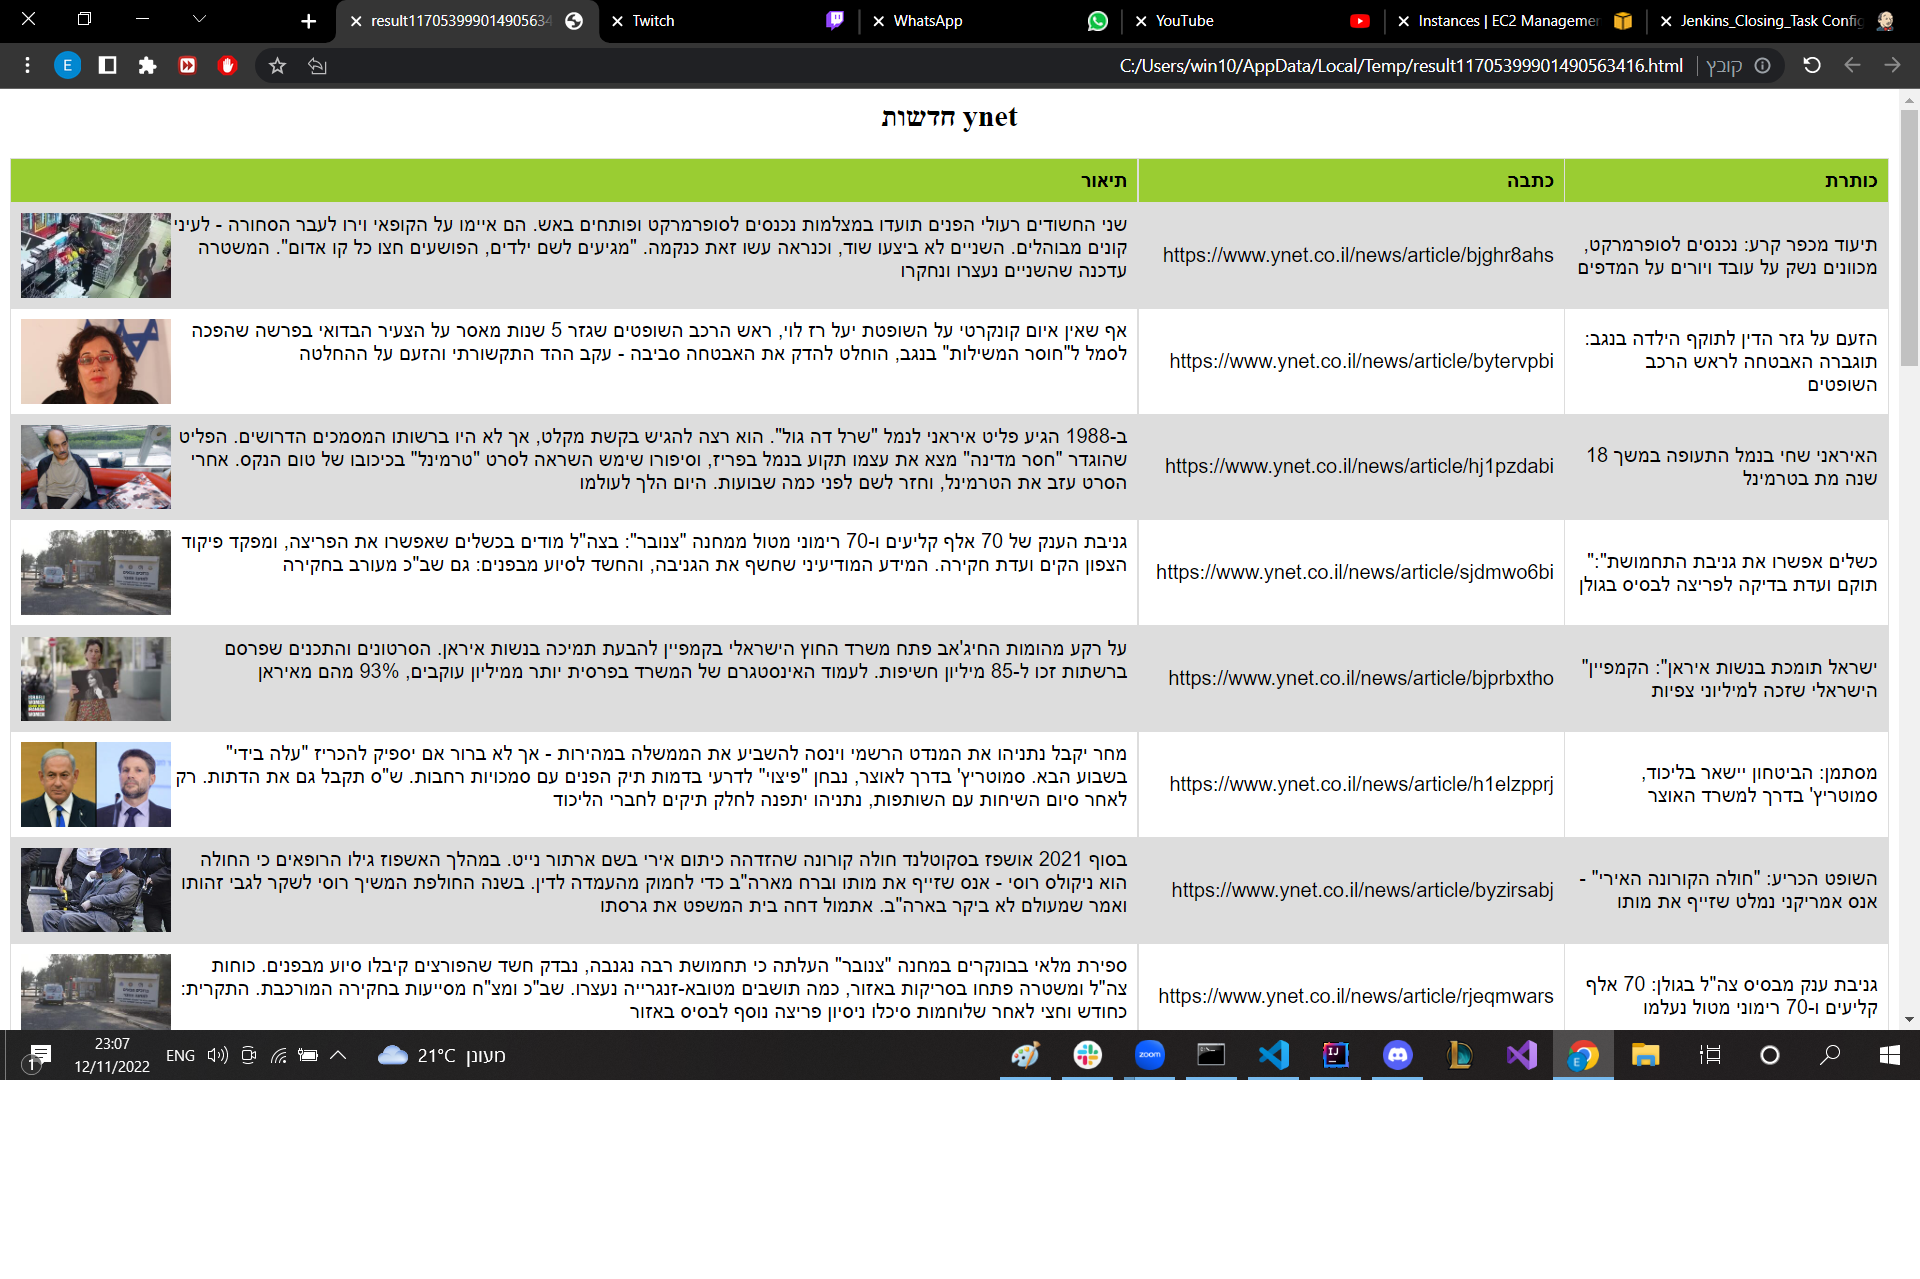 result11705399901490563
Twitch
WhatsApp
YouTube
Instances | EC2 Managemer
Jenkins_Closing_Task Config
E
C:/Users/win10/AppData/Local/Temp/result11705399901490563416.html
קובץ
ynet חדשות
כותרת
כתבה
תיאור
תיעוד מכפר קרע: נכנסים לסופרמרקט,
מכוונים נשק על עובד ויורים על המדפים
https://www.ynet.co.il/news/article/bjghr8ahs
שני החשודים רעולי הפנים תועדו במצלמות נכנסים לסופרמרקט ופותחים באש. הם איימו על הקופאי וירו לעבר הסחורה - לעיני
קונים מבוהלים. השניים לא ביצעו שוד, וכנראה עשו זאת כנקמה. "מגיעים לשם ילדים, הפושעים חצו כל קו אדום". המשטרה
עדכנה שהשניים נעצרו ונחקרו
הזעם על גזר הדין לתוקף הילדה בנגב:
תוגברה האבטחה לראש הרכב
השופטים
https://www.ynet.co.il/news/article/bytervpbi
אף שאין איום קונקרטי על השופטת יעל רז לוי, ראש הרכב השופטים שגזר 5 שנות מאסר על הצעיר הבדואי בפרשה שהפכה
לסמל ל"חוסר המשילות" בנגב, הוחלט להדק את האבטחה סביבה - עקב ההד התקשורתי והזעם על ההחלטה
האיראני שחי בנמל התעופה במשך 18
שנה מת בטרמינל
https://www.ynet.co.il/news/article/hj1pzdabi
ב-1988 הגיע פליט איראני לנמל "שרל דה גול". הוא רצה להגיש בקשת מקלט, אך לא היו ברשותו המסמכים הדרושים. הפליט
שהוגדר "חסר מדינה" מצא את עצמו תקוע בנמל בפריז, וסיפורו שימש השראה לסרט "טרמינל" בכיכובו של טום הנקס. אחרי
הסרט עזב את הטרמינל, וחזר לשם לפני כמה שבועות. היום הלך לעולמו
כשלים אפשרו את גניבת התחמושת":"
תוקם ועדת בדיקה לפריצה לבסיס בגולן
https://www.ynet.co.il/news/article/sjdmwo6bi
גניבת הענק של 70 אלף קליעים ו-70 רימוני מטול ממחנה "צנובר": בצה"ל מודים בכשלים שאפשרו את הפריצה, ומפקד פיקוד
הצפון הקים ועדת חקירה. המידע המודיעיני שחשף את הגניבה, והחשד לסיוע מבפנים: גם שב"כ מעורב בחקירה
ישראל תומכת בנשות איראן": הקמפיין"
הישראלי שזכה למיליוני צפיות
https://www.ynet.co.il/news/article/bjprbxtho
על רקע מהומות החיג'אב פתח משרד החוץ הישראלי בקמפיין להבעת תמיכה בנשות איראן. הסרטונים והתכנים שפרסם
ברשתות זכו ל-85 מיליון חשיפות. לעמוד האינסטגרם של המשרד בפרסית יותר ממיליון עוקבים, 93% מהם מאיראן
מסתמן: הביטחון יישאר בליכוד,
סמוטריץ' בדרך למשרד האוצר
https://www.ynet.co.il/news/article/h1elzpprj
מחר יקבל נתניהו את המנדט הרשמי וינסה להשביע את הממשלה במהירות - אך לא ברור אם יספיק להכריז "עלה בידי"
בשבוע הבא. סמוטריץ' בדרך לאוצר, נבחן "פיצוי" לדרעי בדמות תיק הפנים עם סמכויות רחבות. ש"ס תקבל גם את הדתות. רק
לאחר סיום השיחות עם השותפות, נתניהו יתפנה לחלק תיקים לחברי הליכוד
השופט הכריע: "חולה הקורונה האירי" -
אנס אמריקני נמלט שזייף את מותו
https://www.ynet.co.il/news/article/byzirsabj
בסוף 2021 אושפז בסקוטלנד חולה קורונה שהזדהה כיתום אירי בשם ארתור נייט. במהלך האשפוז גילו הרופאים כי החולה
הוא ניקולס רוסי - אנס שזייף את מותו וברח מארה"ב כדי לחמוק מהעמדה לדין. בשנה החולפת המשיך רוסי לשקר לגבי זהותו
ואמר שמעולם לא ביקר בארה"ב. אתמול דחה בית המשפט את גרסתו
גניבת ענק מבסיס צה"ל בגולן: 70 אלף
קליעים ו-70 רימוני מטול נעלמו
https://www.ynet.co.il/news/article/rjeqmwars
ספירת מלאי בבונקרים במחנה "צנובר" העלתה כי תחמושת רבה נגנבה, נבדק חשד שהפורצים קיבלו סיוע מבפנים. כוחות
צה"ל ומשטרה פתחו בסריקות באזור, כמה תושבים מטובא-זנגרייה נעצרו. שב"כ ומצ"ח מסייעות בחקירה המורכבת. התקרית:
כחודש וחצי לאחר שלוחמות סיכלו ניסיון פריצה נוסף לבסיס באזור
1
23:07
12/11/2022
ENG
21°C מעונן
zoom